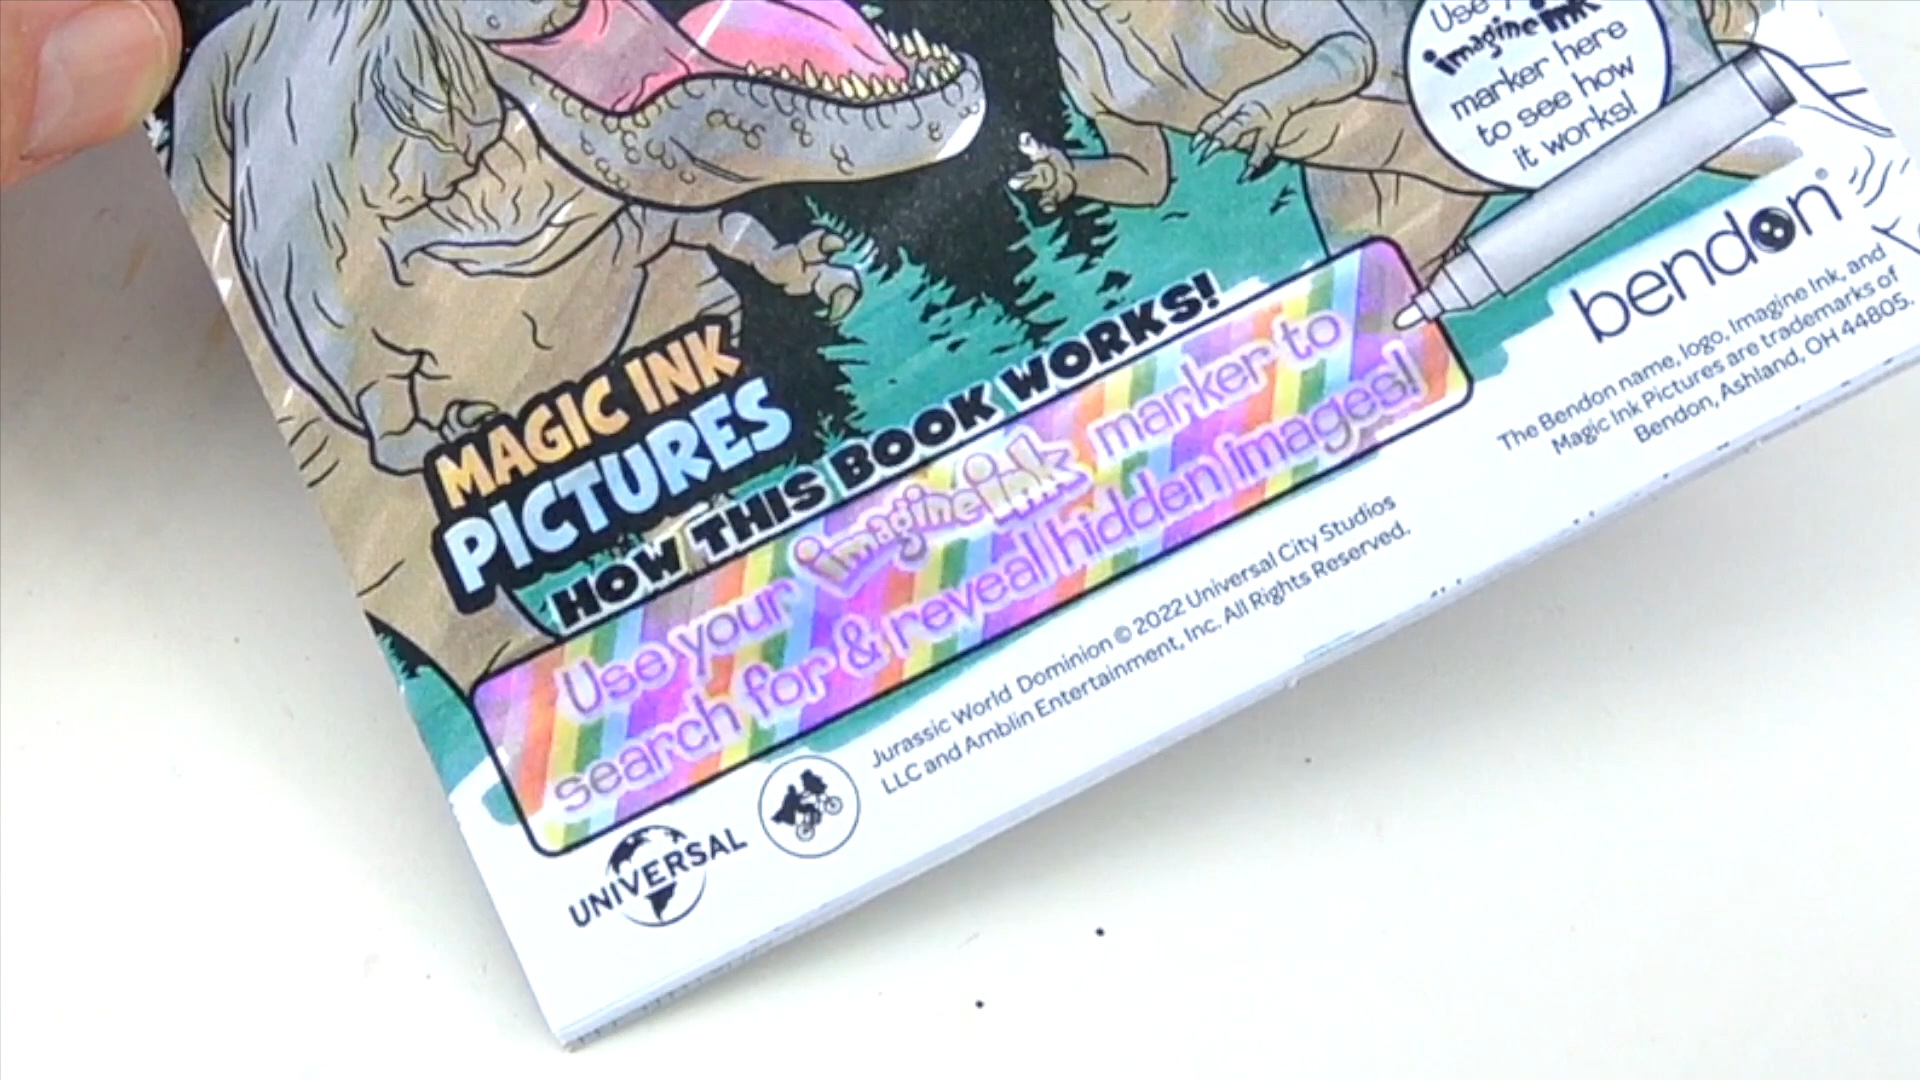 Use
imagine ink
marker here
to see how
it works!
bendon®
The Bendon name, logo, Imagine Ink, and
Magic Ink Pictures are trademarks of
Bendon, Ashland, OH 44805.
MAGIC INK
PICTURES
HOW THIS BOOK WORKS!
Use your imagine ink marker to
search for & reveal hidden images!
UNIVERSAL
Jurassic World Dominion © 2022 Universal City Studios
LLC and Amblin Entertainment, Inc. All Rights Reserved.